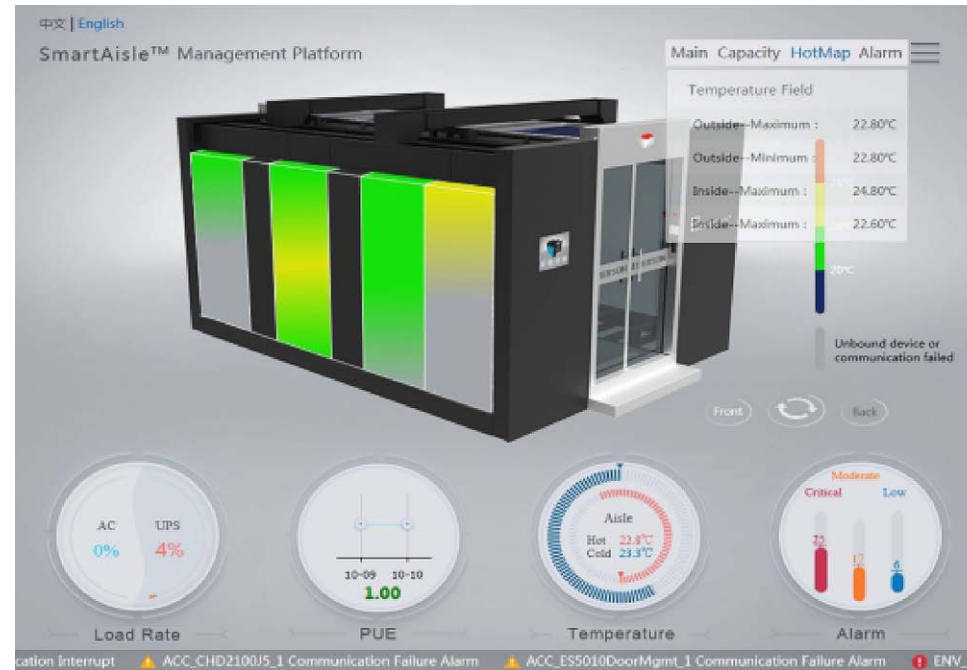 中文 | English
SmartAisle™ Management Platform
Main Capacity HotMap Alarm
Temperature Field
Outside--Maximum : 22.80℃
Outside--Minimum : 22.80℃
Inside--Maximum : 24.80℃
Inside--Maximum : 22.60℃
20℃
Unbound device or
communication failed
Front
Back
AC UPS
0% 4%
10-09 10-10
1.00
Aisle
Hot 22.8℃
Cold 23.3℃
Moderate
Critical Low
25
17
6
Load Rate PUE Temperature Alarm
cation Interrupt ACC_CHD2100J5_1 Communication Failure Alarm ACC_ES5010DoorMgmt_1 Communication Failure Alarm ENV